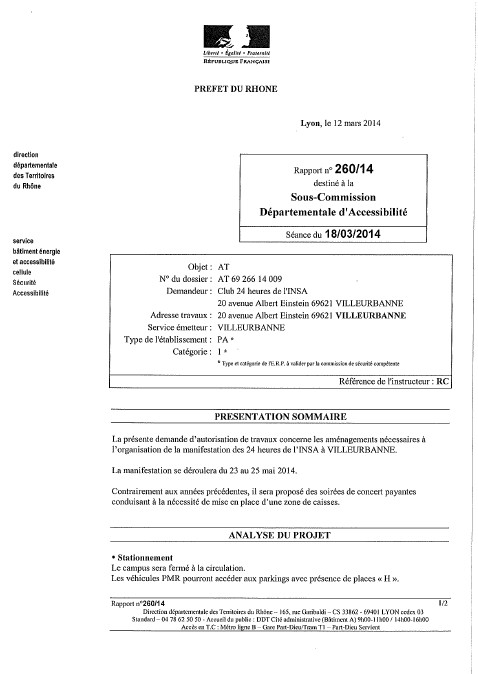 Liberté • Égalité • Fraternité
RÉPUBLIQUE FRANÇAISE
PREFET DU RHONE
Lyon, le 12 mars 2014
direction
départementale
des Territoires
du Rhône
Rapport n° 260/14
destiné à la
Sous-Commission
Départementale d'Accessibilité
Séance du 18/03/2014
service
bâtiment énergie
et accessibilité
cellule
Sécurité
Accessibilité
Objet : AT
N° du dossier : AT 69 266 14 009
Demandeur : Club 24 heures de l'INSA
20 avenue Albert Einstein 69621 VILLEURBANNE
Adresse travaux : 20 avenue Albert Einstein 69621 VILLEURBANNE
Service émetteur : VILLEURBANNE
Type de l'établissement : PA *
Catégorie : 1 *
* Type et catégorie de l'E.R.P. à valider par la commission de sécurité compétente
Référence de l'instructeur : RC
PRESENTATION SOMMAIRE
La présente demande d'autorisation de travaux concerne les aménagements nécessaires à
l'organisation de la manifestation des 24 heures de l'INSA à VILLEURBANNE.
La manifestation se déroulera du 23 au 25 mai 2014.
Contrairement aux années précédentes, il sera proposé des soirées de concert payantes
conduisant à la nécessité de mise en place d'une zone de caisses.
ANALYSE DU PROJET
• Stationnement
Le campus sera fermé à la circulation.
Les véhicules PMR pourront accéder aux parkings avec présence de places « H ».
Rapport n°260/14 1/2
Direction départementale des Territoires du Rhône – 165, rue Garibaldi – CS 33862 - 69401 LYON cedex 03
Standard – 04 78 62 50 50 - Accueil du public : DDT Cité administrative (Bâtiment A) 9h00-11h00 / 14h00-16h00
Accès en T.C : Métro ligne B – Gare Part-Dieu/Tram T1 – Part-Dieu Servient